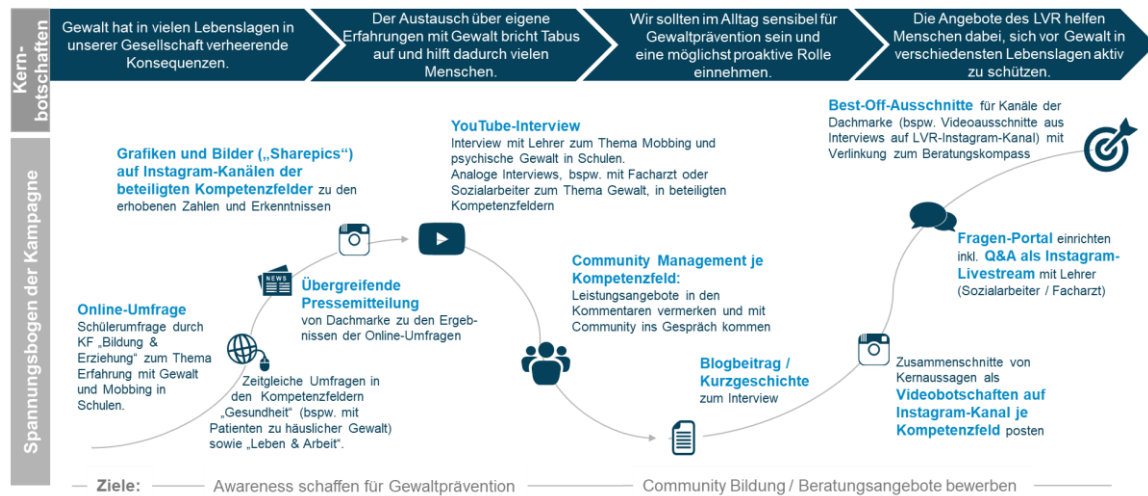 Kern-
botschaften
Gewalt hat in vielen Lebenslagen in
unserer Gesellschaft verheerende
Konsequenzen.
Der Austausch über eigene
Erfahrungen mit Gewalt bricht Tabus
auf und hilft dadurch vielen
Menschen.
Wir sollten im Alltag sensibel für
Gewaltprävention sein und
eine möglichst proaktive Rolle
einnehmen.
Die Angebote des LVR helfen
Menschen dabei, sich vor Gewalt in
verschiedensten Lebenslagen aktiv
zu schützen.
Spannungsbogen der Kampagne
Online-Umfrage
Schülerumfrage durch
KF „Bildung &
Erziehung“ zum Thema
Erfahrung mit Gewalt
und Mobbing in
Schulen.
Zeitgleiche Umfragen in
den Kompetenzfeldern
„Gesundheit“ (bspw. mit
Patienten zu häuslicher Gewalt)
sowie „Leben & Arbeit“.
NEWS
Übergreifende
Pressemitteilung
von Dachmarke zu den Ergeb-
nissen der Online-Umfragen
Grafiken und Bilder („Sharepics“)
auf Instagram-Kanälen der
beteiligten Kompetenzfelder zu den
erhobenen Zahlen und Erkenntnissen
YouTube-Interview
Interview mit Lehrer zum Thema Mobbing und
psychische Gewalt in Schulen.
Analoge Interviews, bspw. mit Facharzt oder
Sozialarbeiter zum Thema Gewalt, in beteiligten
Kompetenzfeldern
Community Management je
Kompetenzfeld:
Leistungsangebote in den
Kommentaren vermerken und mit
Community ins Gespräch kommen
Blogbeitrag /
Kurzgeschichte
zum Interview
Zusammenschnitte von
Kernaussagen als
Videobotschaften auf
Instagram-Kanal je
Kompetenzfeld posten
Fragen-Portal einrichten
inkl. Q&A als Instagram-
Livestream mit Lehrer
(Sozialarbeiter / Facharzt)
Best-Off-Ausschnitte für Kanäle der
Dachmarke (bspw. Videoausschnitte aus
Interviews auf LVR-Instagram-Kanal) mit
Verlinkung zum Beratungskompass
Ziele: Awareness schaffen für Gewaltprävention Community Bildung / Beratungsangebote bewerben